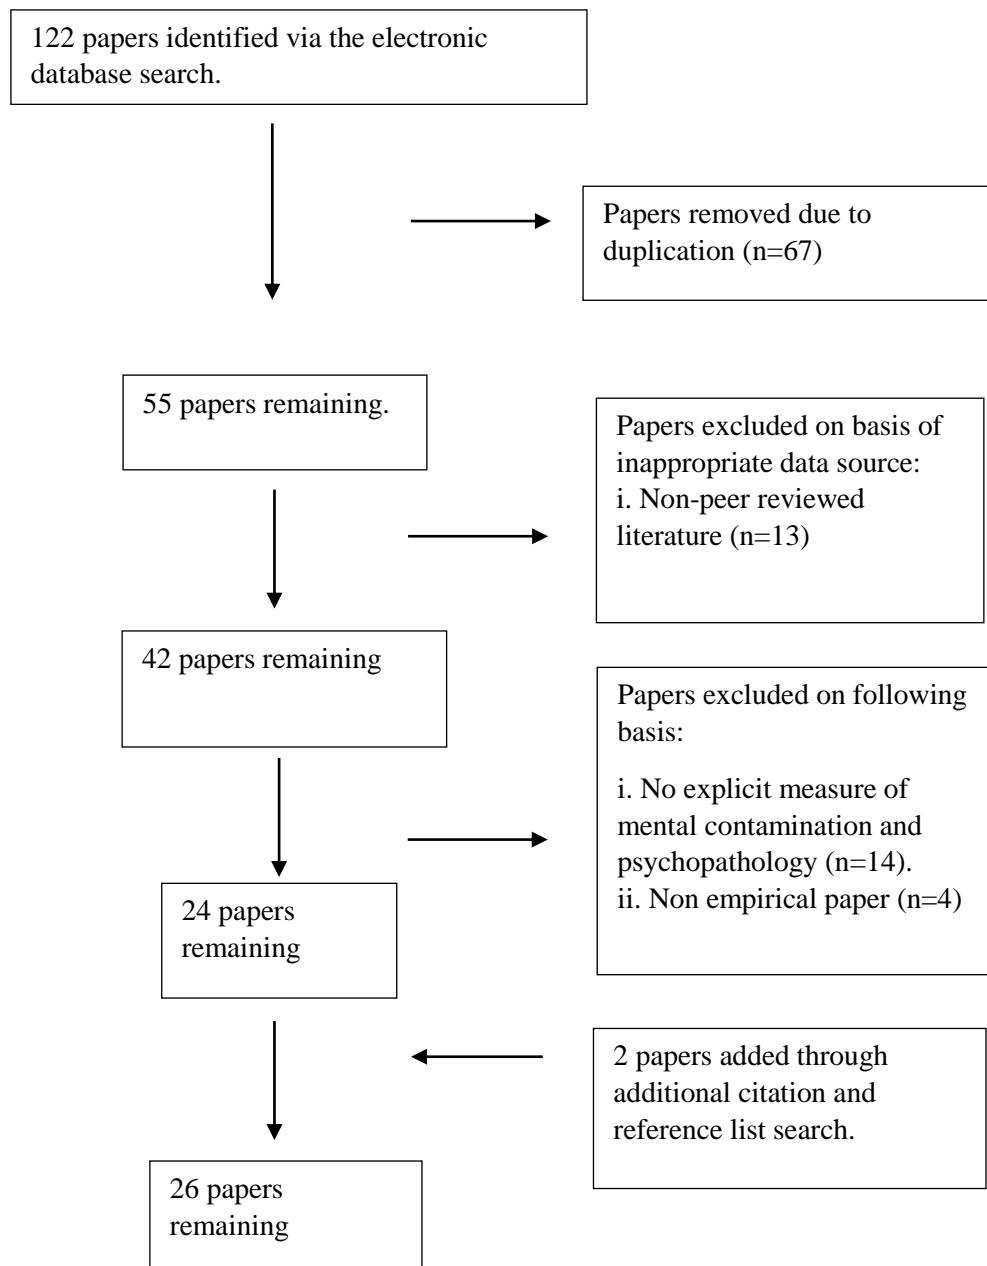 122 papers identified via the electronic
database search.
Papers removed due to
duplication (n=67)
55 papers remaining.
Papers excluded on basis of
inappropriate data source:
i. Non-peer reviewed
literature (n=13)
42 papers remaining
Papers excluded on following
basis:
i. No explicit measure of
mental contamination and
psychopathology (n=14).
ii. Non empirical paper (n=4)
24 papers
remaining
2 papers added through
additional citation and
reference list search.
26 papers
remaining